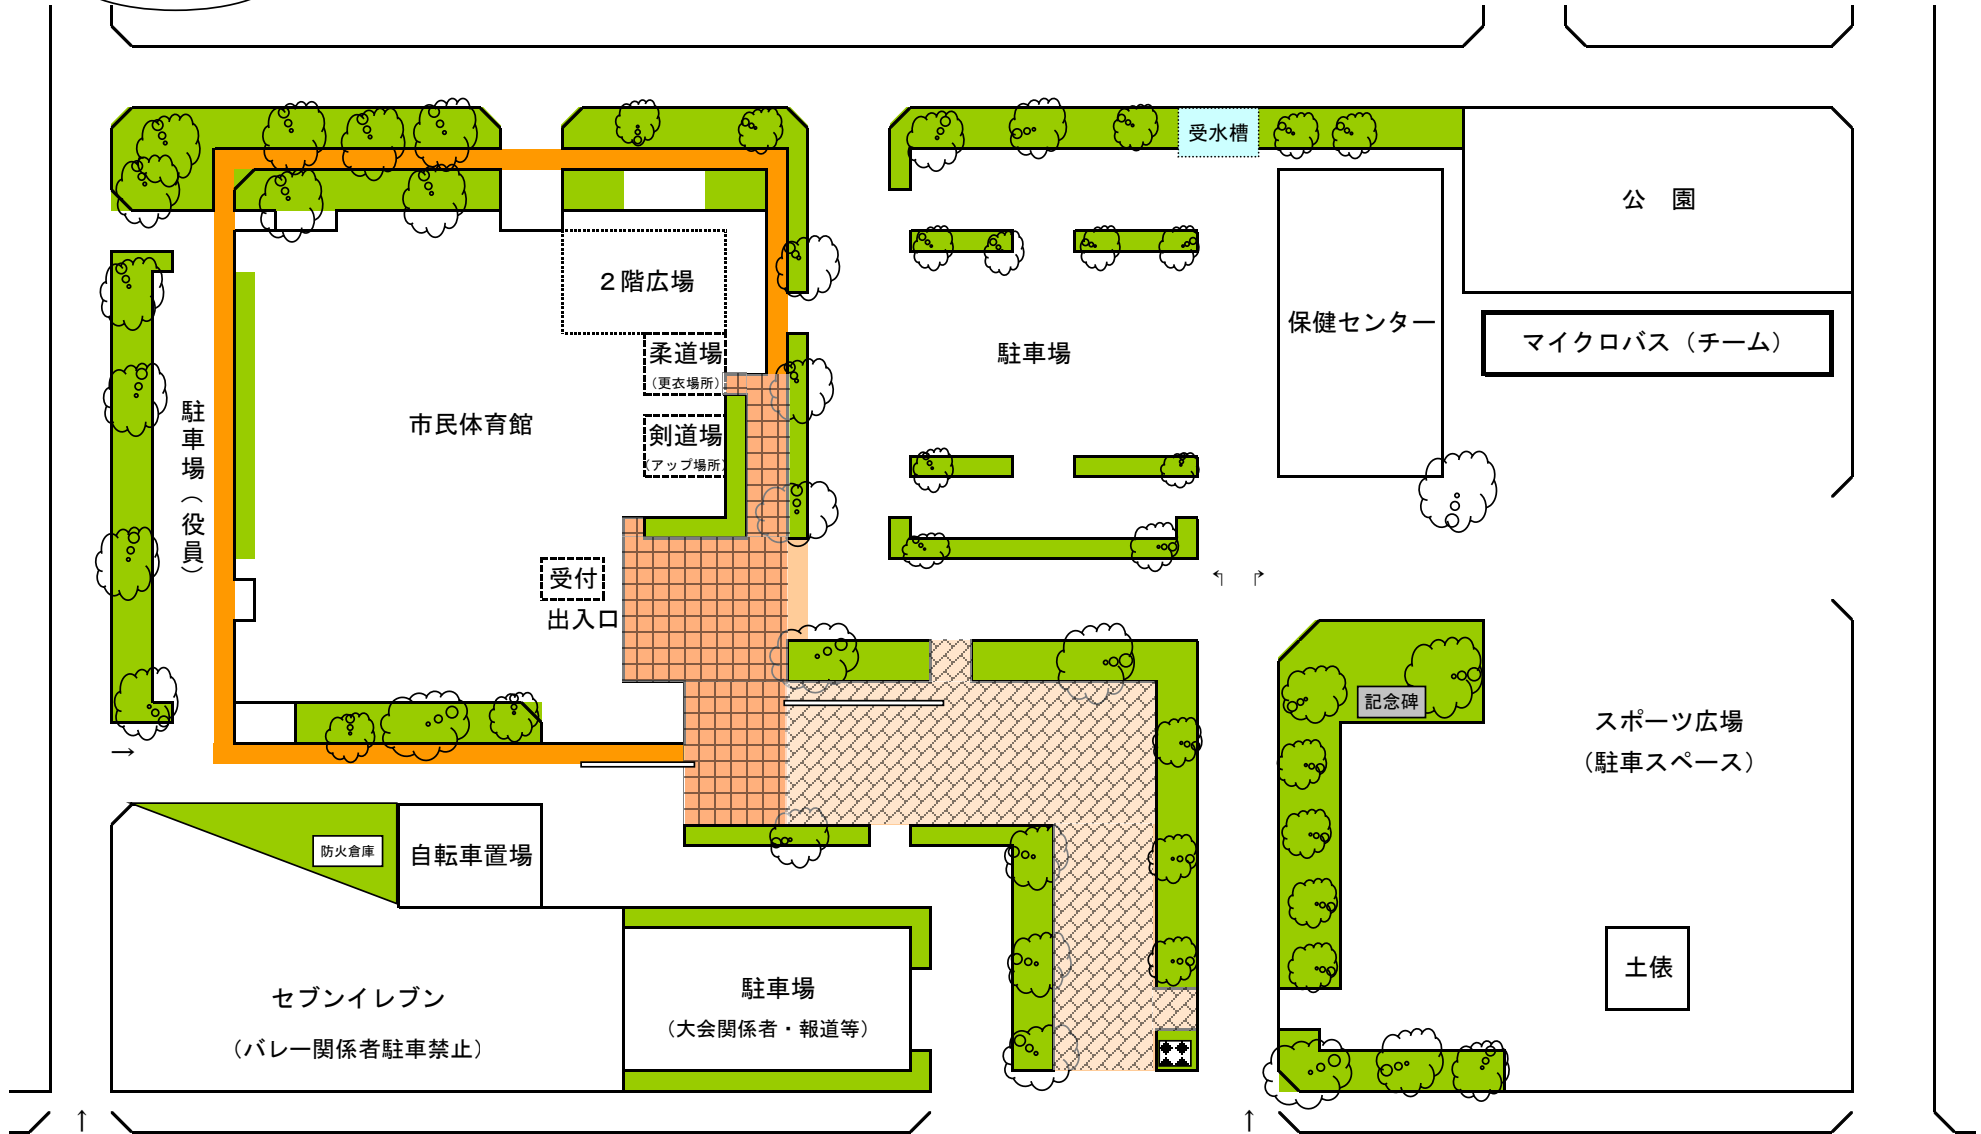 受水槽
公　園
２階広場
保健センター
マイクロバス（チーム）
柔道場
（更衣場所）
駐車場
市民体育館
剣道場
（アップ場所）
駐車場（役員）
受付
出入口
記念碑
スポーツ広場
（駐車スペース）
→
防火倉庫
自転車置場
土俵
セブンイレブン
（バレー関係者駐車禁止）
駐車場
（大会関係者・報道等）
↑
↑